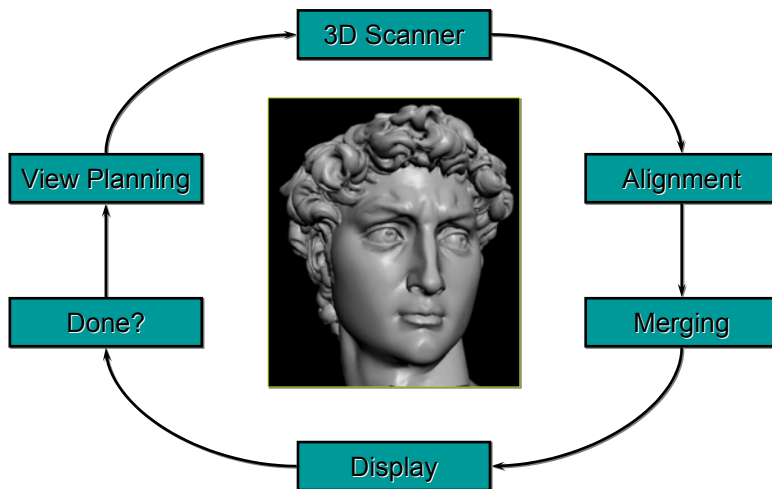 3D Scanner
View Planning
Alignment
Done?
Merging
Display